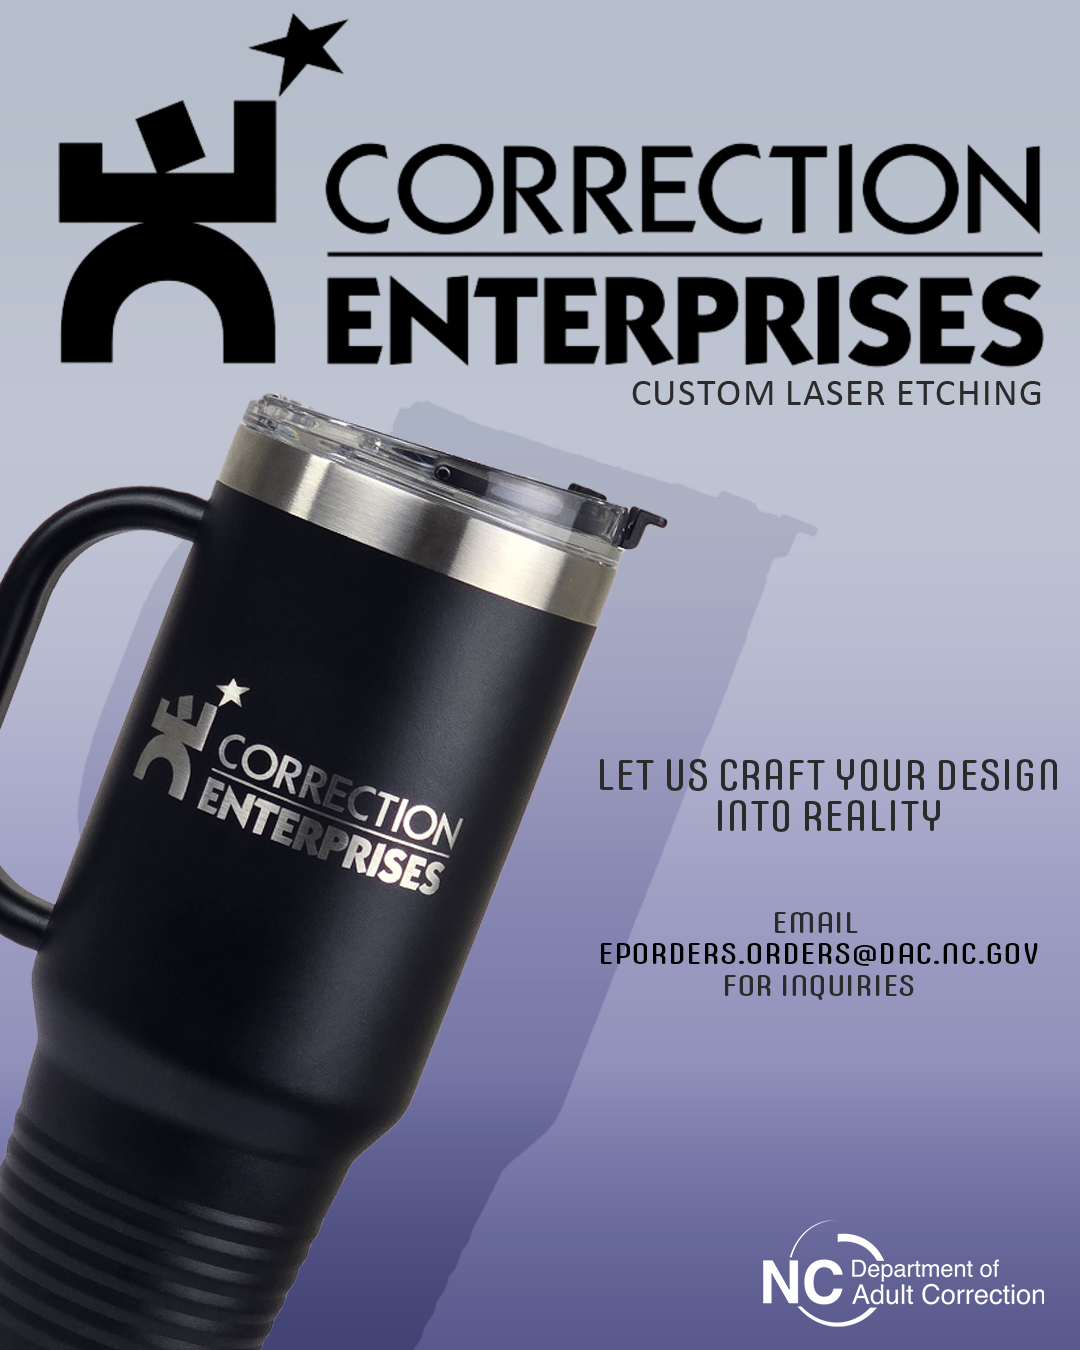 CORRECTION
ENTERPRISES
CUSTOM LASER ETCHING
CORRECTION
ENTERPRISES
LET US CRAFT YOUR DESIGN
INTO REALITY
EMAIL
EPORDERS.ORDERS@DAC.NC.GOV
FOR INQUIRIES
NC Department of
Adult Correction